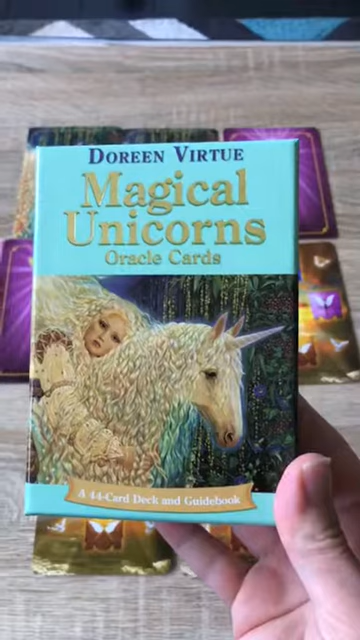 DOREEN VIRTUE
Magical
Unicorns
Oracle Cards
A 44-Card Deck and Guidebook